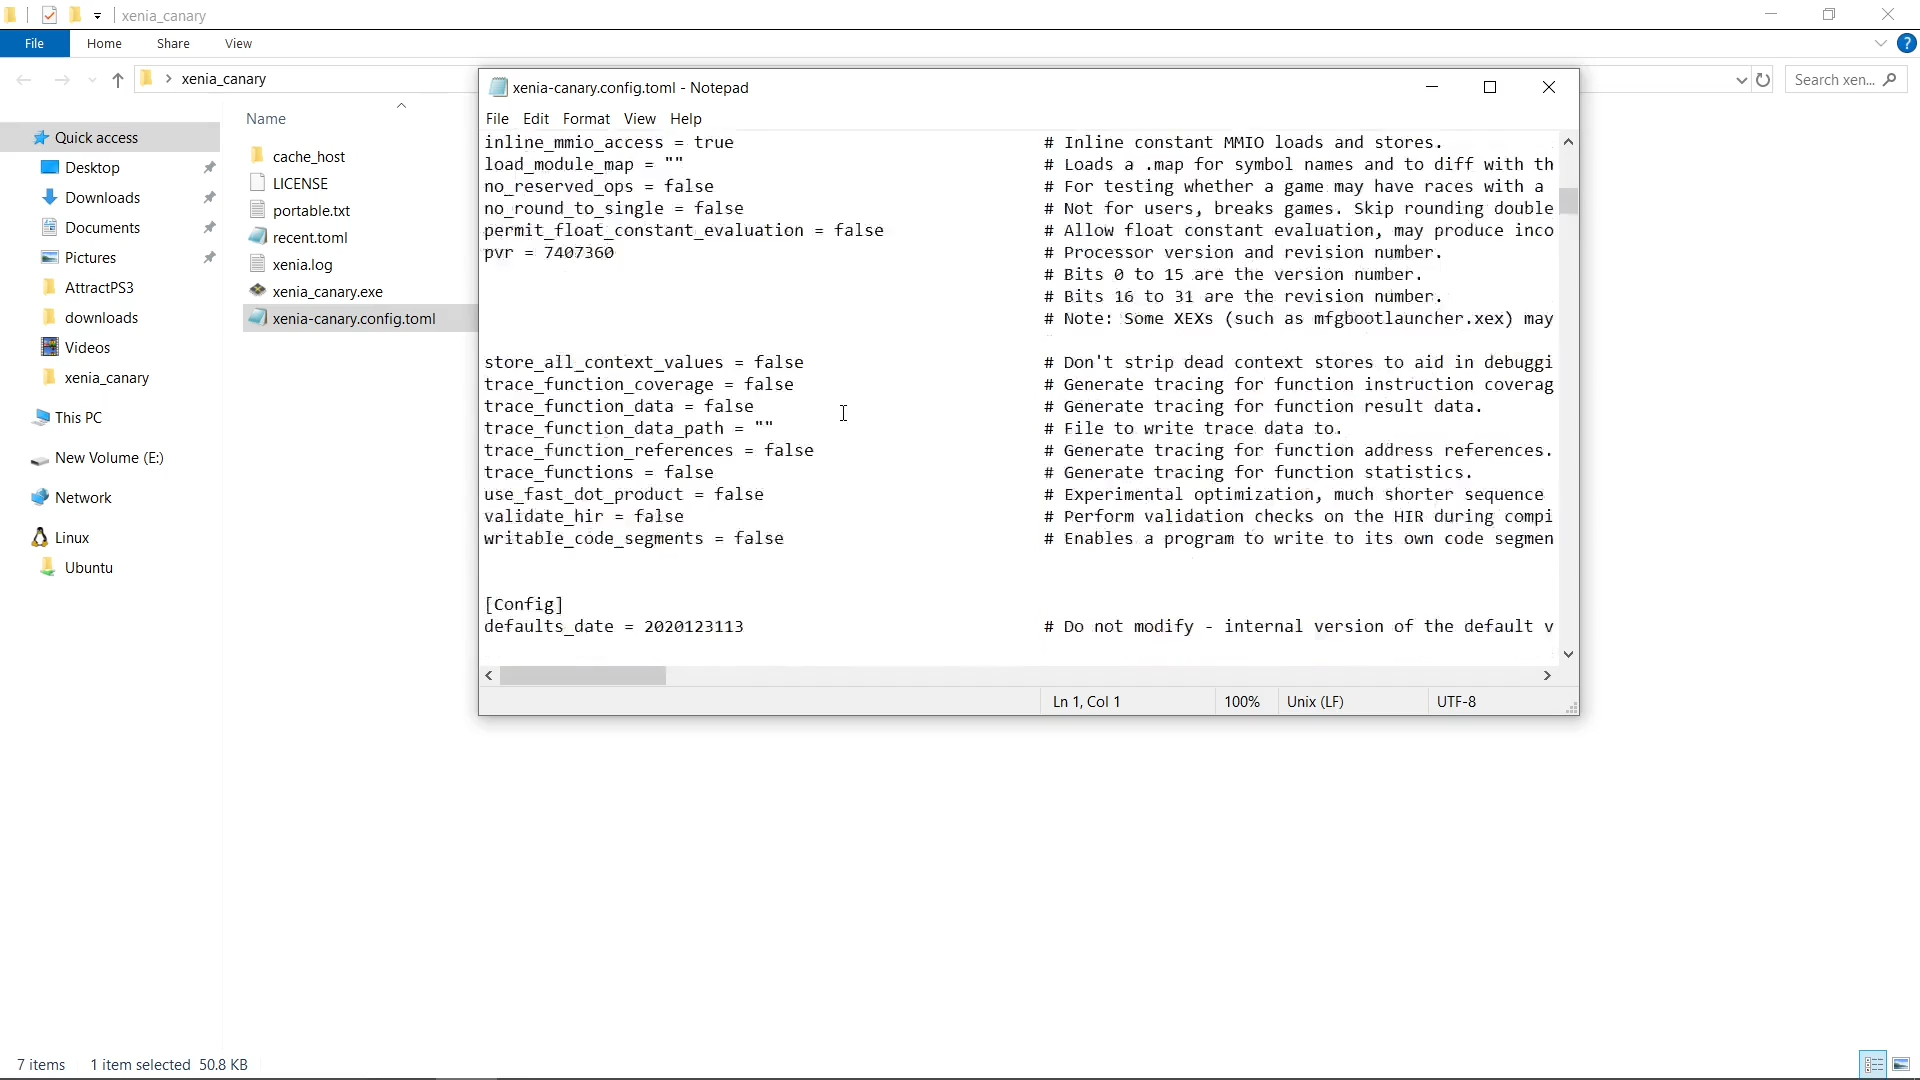 xenia_canary
File Home Share View
xenia_canary
Search xen...
Name
Quick access
Desktop
Downloads
Documents
Pictures
AttractPS3
downloads
Videos
xenia_canary
This PC
New Volume (E:)
Network
Linux
Ubuntu
cache_host
LICENSE
portable.txt
recent.toml
xenia.log
xenia_canary.exe
xenia-canary.config.toml
xenia-canary.config.toml - Notepad
File Edit Format View Help
inline_mmio_access = true # Inline constant MMIO loads and stores.
load_module_map = "" # Loads a .map for symbol names and to diff with th
no_reserved_ops = false # For testing whether a game may have races with a
no_round_to_single = false # Not for users, breaks games. Skip rounding double
permit_float_constant_evaluation = false # Allow float constant evaluation, may produce inco
pvr = 7407360 # Processor version and revision number.
# Bits 0 to 15 are the version number.
# Bits 16 to 31 are the revision number.
# Note: Some XEXs (such as mfgbootlauncher.xex) may
store_all_context_values = false # Don't strip dead context stores to aid in debuggi
trace_function_coverage = false # Generate tracing for function instruction coverag
trace_function_data = false # Generate tracing for function result data.
trace_function_data_path = "" # File to write trace data to.
trace_function_references = false # Generate tracing for function address references.
trace_functions = false # Generate tracing for function statistics.
use_fast_dot_product = false # Experimental optimization, much shorter sequence
validate_hir = false # Perform validation checks on the HIR during compi
writable_code_segments = false # Enables a program to write to its own code segmen
[Config]
defaults_date = 2020123113 # Do not modify - internal version of the default v
Ln 1, Col 1 100% Unix (LF) UTF-8
7 items 1 item selected 50.8 KB